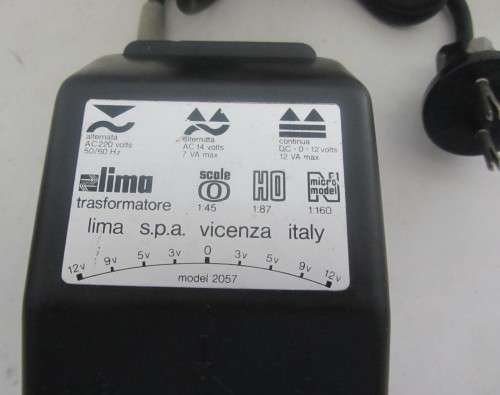 alternata
AC 220 volts
50/60 Hz
alternata
AC 14 volts
7 VA max
continua
DC - 0 - 12 volts
12 VA max
lima
trasformatore
scale
O
1:45
HO
1:87
micro
model
N
1:160
lima s.p.a. vicenza italy
12v 9v 5v 3v 0 3v 5v 9v 12v
model 2057